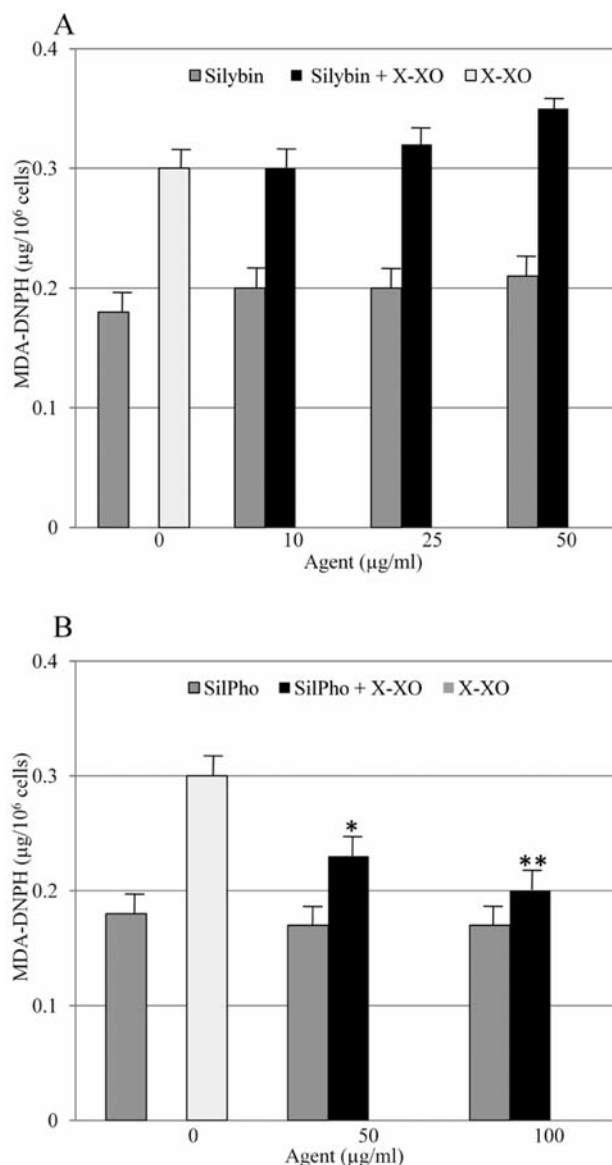 A
0.4
Silybin Silybin + X-XO X-XO
0.3
0.2
0.1
0
MDA-DNPH (µg/10⁶ cells)
0 10 25 50
Agent (µg/ml)
B
0.4
SilPho SilPho + X-XO X-XO
0.3
*
**
0.2
0.1
0
MDA-DNPH (µg/10⁶ cells)
0 50 100
Agent (µg/ml)